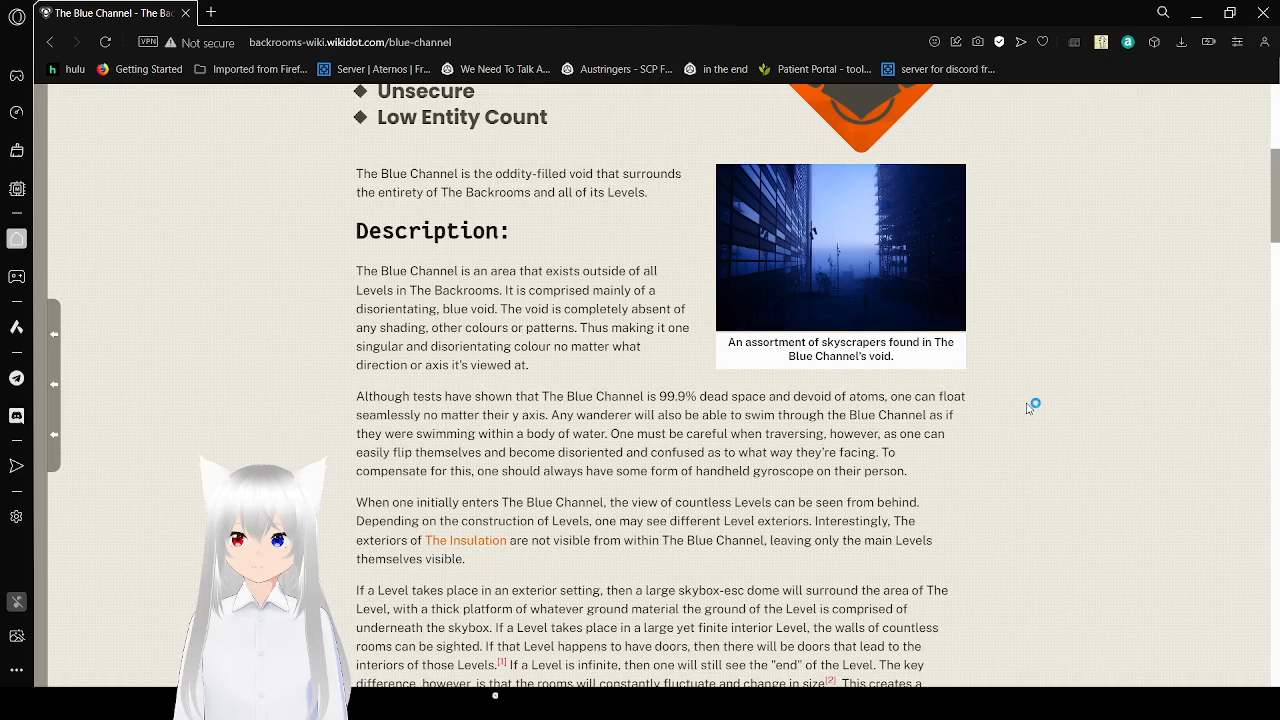 The Blue Channel - The Bac
VPN Not secure backrooms-wiki.wikidot.com/blue-channel
hulu Getting Started Imported from Firef... Server | Aternos | Fr... We Need To Talk A... Austringers - SCP F... in the end Patient Portal - tool... server for discord fr...
Unsecure
Low Entity Count
The Blue Channel is the oddity-filled void that surrounds
the entirety of The Backrooms and all of its Levels.
Description:
The Blue Channel is an area that exists outside of all
Levels in The Backrooms. It is comprised mainly of a
disorientating, blue void. The void is completely absent of
any shading, other colours or patterns. Thus making it one
singular and disorientating colour no matter what
direction or axis it's viewed at.
An assortment of skyscrapers found in The
Blue Channel's void.
Although tests have shown that The Blue Channel is 99.9% dead space and devoid of atoms, one can float
seamlessly no matter their y axis. Any wanderer will also be able to swim through the Blue Channel as if
they were swimming within a body of water. One must be careful when traversing, however, as one can
easily flip themselves and become disoriented and confused as to what way they're facing. To
compensate for this, one should always have some form of handheld gyroscope on their person.
When one initially enters The Blue Channel, the view of countless Levels can be seen from behind.
Depending on the construction of Levels, one may see different Level exteriors. Interestingly, The
exteriors of The Insulation are not visible from within The Blue Channel, leaving only the main Levels
themselves visible.
If a Level takes place in an exterior setting, then a large skybox-esc dome will surround the area of The
Level, with a thick platform of whatever ground material the ground of the Level is comprised of
underneath the skybox. If a Level takes place in a large yet finite interior Level, the walls of countless
rooms can be sighted. If that Level happens to have doors, then there will be doors that lead to the
interiors of those Levels.[1] If a Level is infinite, then one will still see the "end" of the Level. The key
difference, however, is that the rooms will constantly fluctuate and change in size[2] This creates a